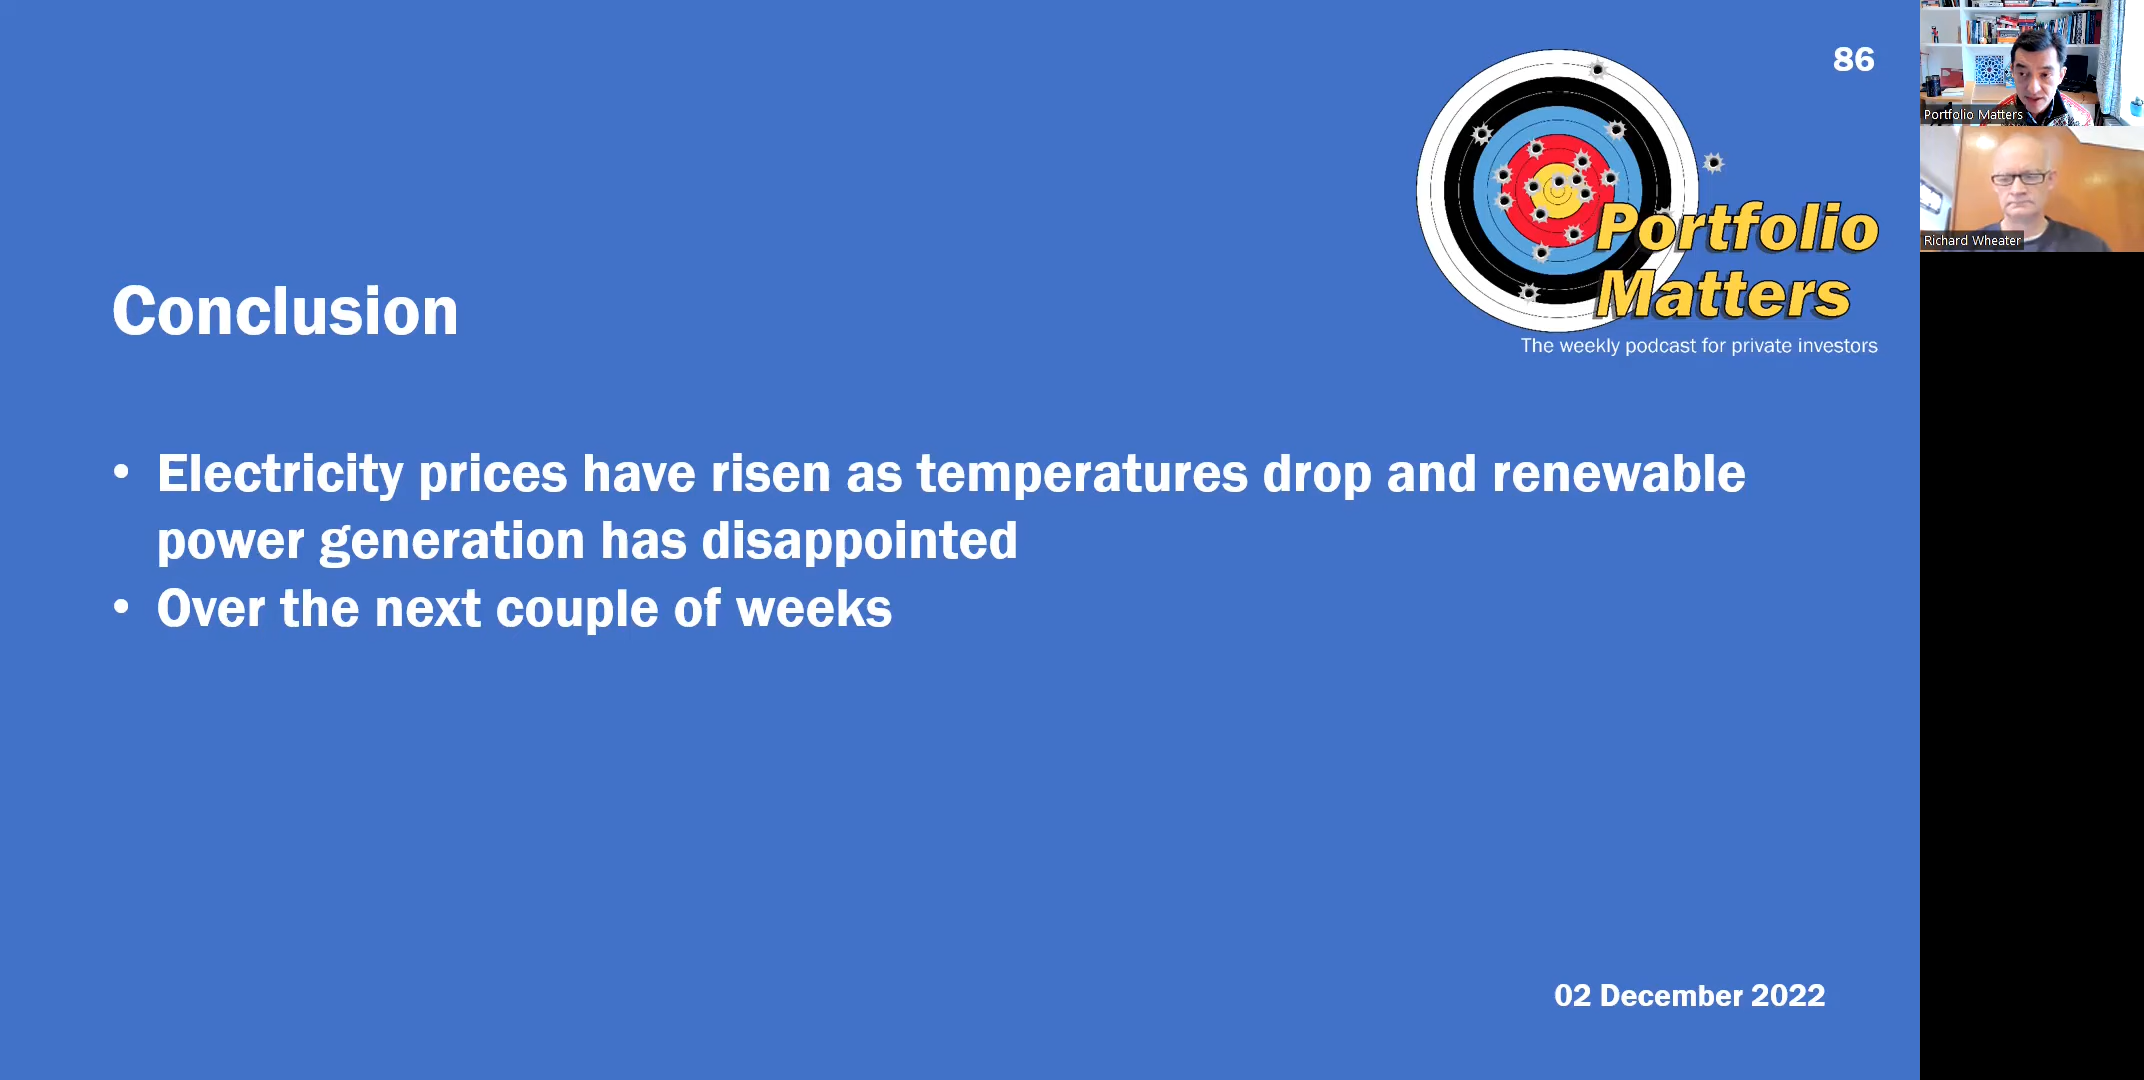 86
Portfolio
Matters
The weekly podcast for private investors
Conclusion
• Electricity prices have risen as temperatures drop and renewable
power generation has disappointed
• Over the next couple of weeks
02 December 2022
Portfolio Matters
Richard Wheater